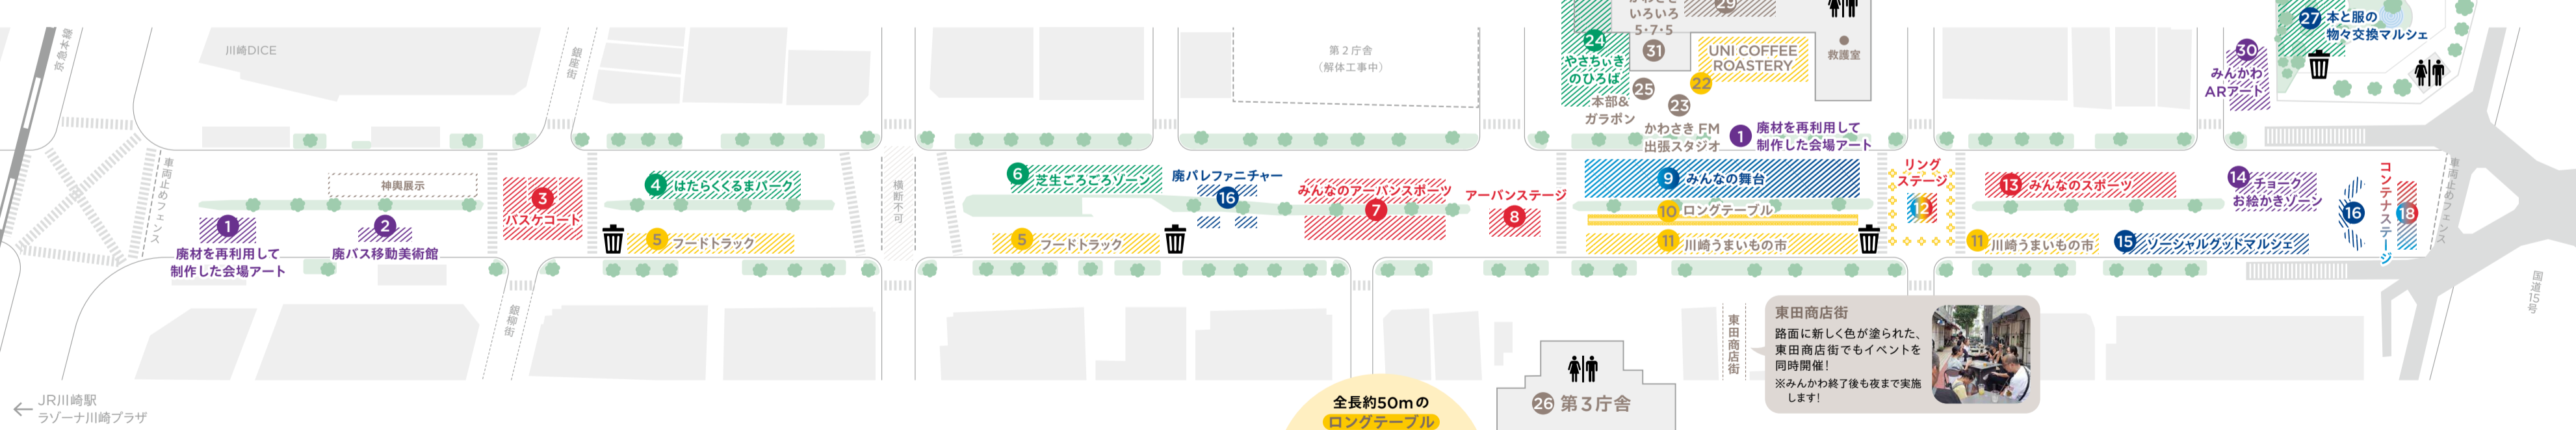 京急本線
川崎DICE
銀座街
第2庁舎
(解体工事中)
いろいろ
5・7・5
29
24
やさちぃき
のひろば
31
UNI COFFEE
ROASTERY
22
救護室
25
本部&
ガラポン
23
かわさき FM
出張スタジオ
1
廃材を再利用して
制作した会場アート
27 本と服の
物々交換マルシェ
30
みんかわ
ARアート
車両止めフェンス
神輿展示
1
廃材を再利用して
制作した会場アート
2
廃バス移動美術館
3
バスケコート
4 はたらくくるまパーク
5 フードトラック
横断不可
6 芝生ごろごろゾーン
5 フードトラック
廃パレファニチャー
16
みんなのアーバンスポーツ
7
アーバンステージ
8
9 みんなの舞台
10 ロングテーブル
11 川崎うまいもの市
リング
ステージ
12
13 みんなのスポーツ
11 川崎うまいもの市
14 チョーク
お絵かきゾーン
15 ソーシャルグッドマルシェ
16
コンテナステージ
18
車両止めフェンス
国道15号
銀柳街
東田商店街
東田商店街
路面に新しく色が塗られた、
東田商店街でもイベントを
同時開催!
※みんかわ終了後も夜まで実施
します!
26 第3庁舎
全長約50mの
ロングテーブル
← JR川崎駅
ラゾーナ川崎プラザ